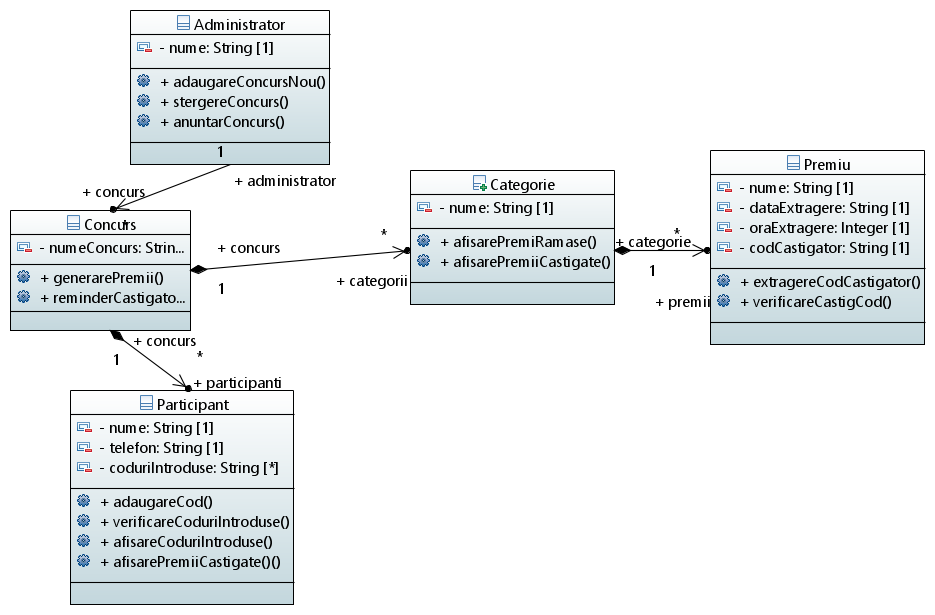 Administrator
- nume: String [1]
+ adaugareConcursNou()
+ stergereConcurs()
+ anuntarConcurs()
1
+ administrator
+ concurs
*
Concurs
- numeConcurs: Strin...
+ generarePremii()
+ reminderCastigato...
+ concurs
1
*
+ categorii
Categorie
- nume: String [1]
+ afisarePremiRamase()
+ afisarePremiiCastigate()
+ categorie
1
*
+ premii
Premiu
- nume: String [1]
- dataExtragere: String [1]
- oraExtragere: Integer [1]
- codCastigator: String [1]
+ extragereCodCastigator()
+ verificareCastigCod()
+ concurs
1
*
+ participanti
Participant
- nume: String [1]
- telefon: String [1]
- coduriIntroduse: String [*]
+ adaugareCod()
+ verificareCoduriIntroduse()
+ afisareCoduriIntroduse()
+ afisarePremiiCastigate()()